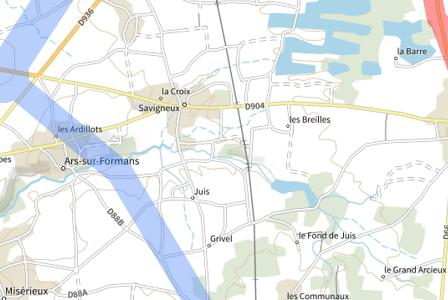 D936
la Barre
la Croix
Savigneux
D904
les Breilles
les Ardillots
Ars-sur-Formans
Juis
D88B
Grivel
le Fond de Juis
le Grand Arcieux
Misérieux
D88A
les Communaux